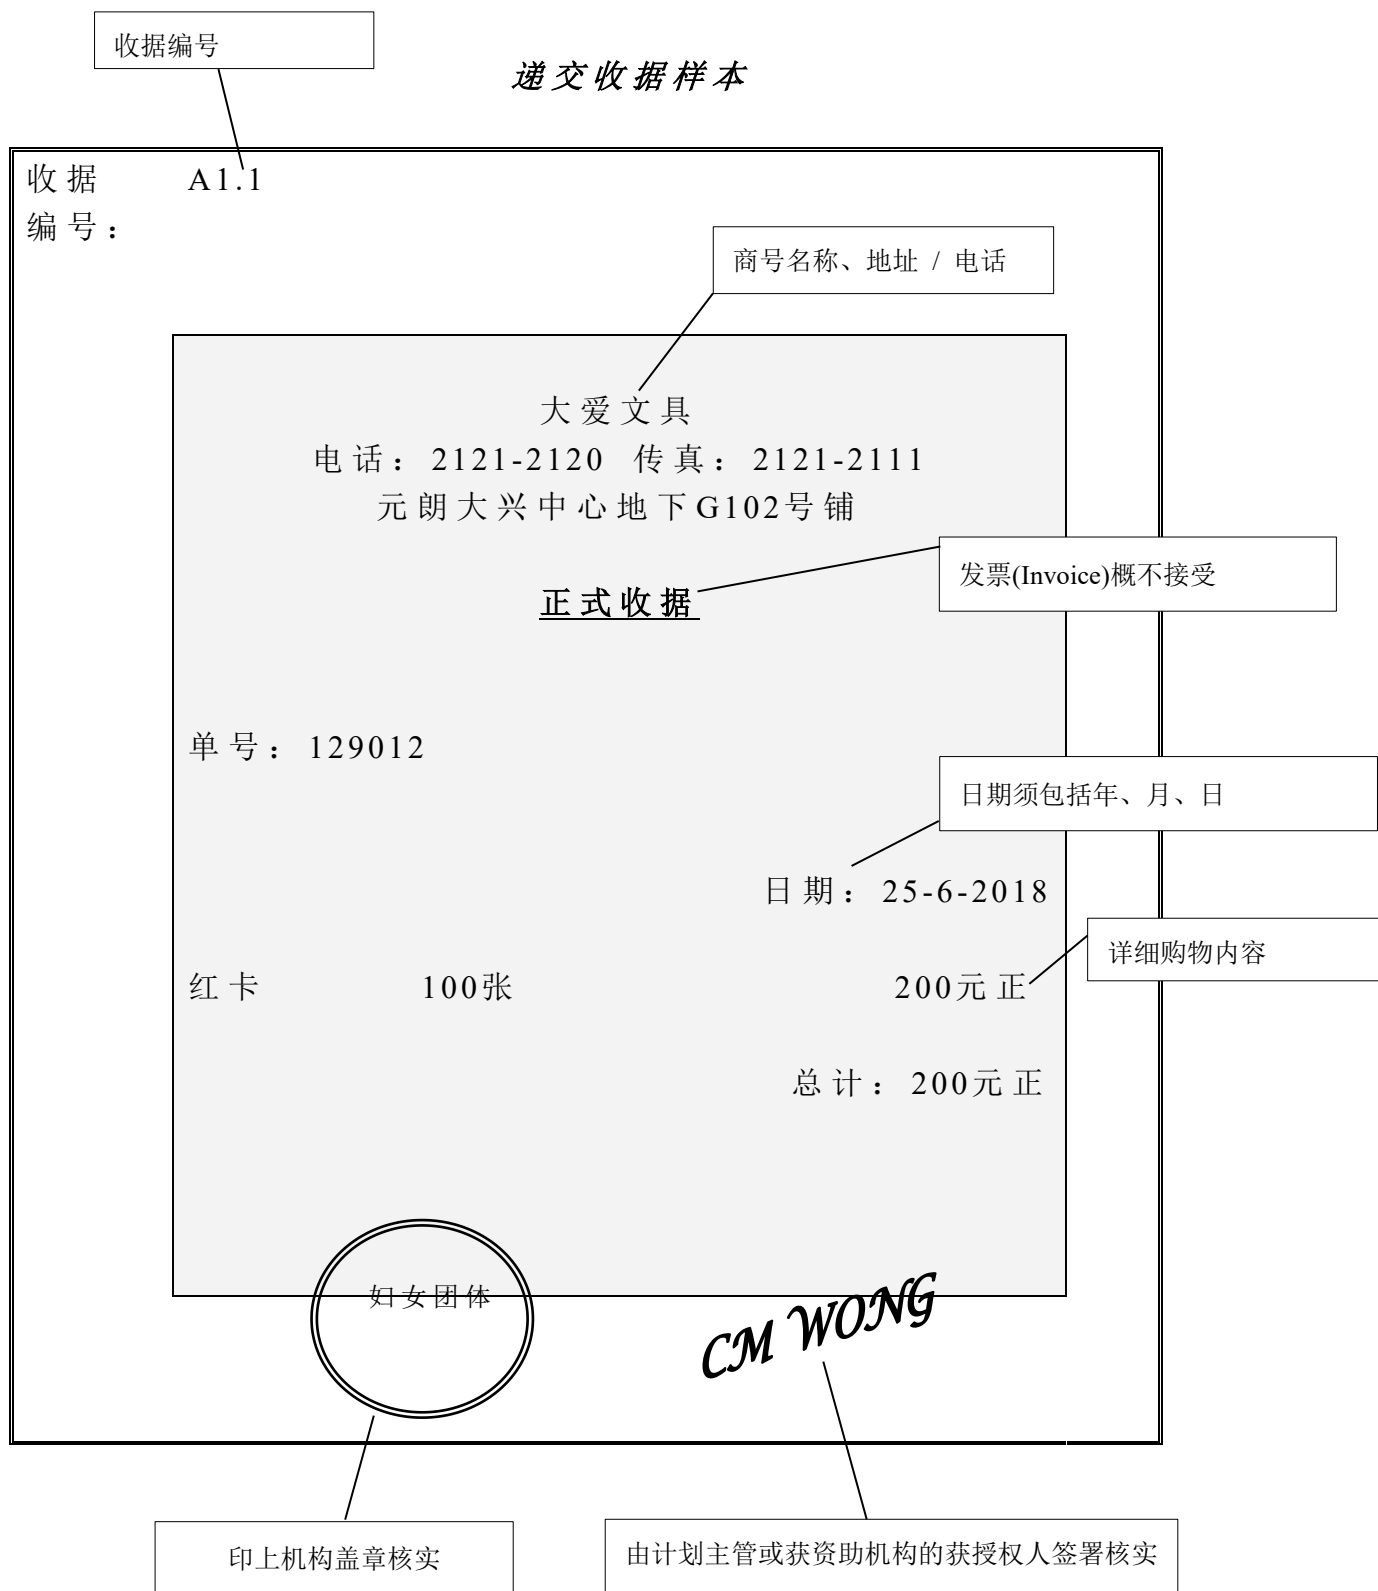 收据编号
递交收据样本
收据 A1.1
编号：
商号名称、地址 / 电话
大爱文具
电话：2121-2120 传真：2121-2111
元朗大兴中心地下G102号铺
发票(Invoice)概不接受
正式收据
单号：129012
日期须包括年、月、日
日期：25-6-2018
详细购物内容
红卡 100张 200元正
总计：200元正
妇女团体
CM WONG
印上机构盖章核实
由计划主管或获资助机构的获授权人签署核实